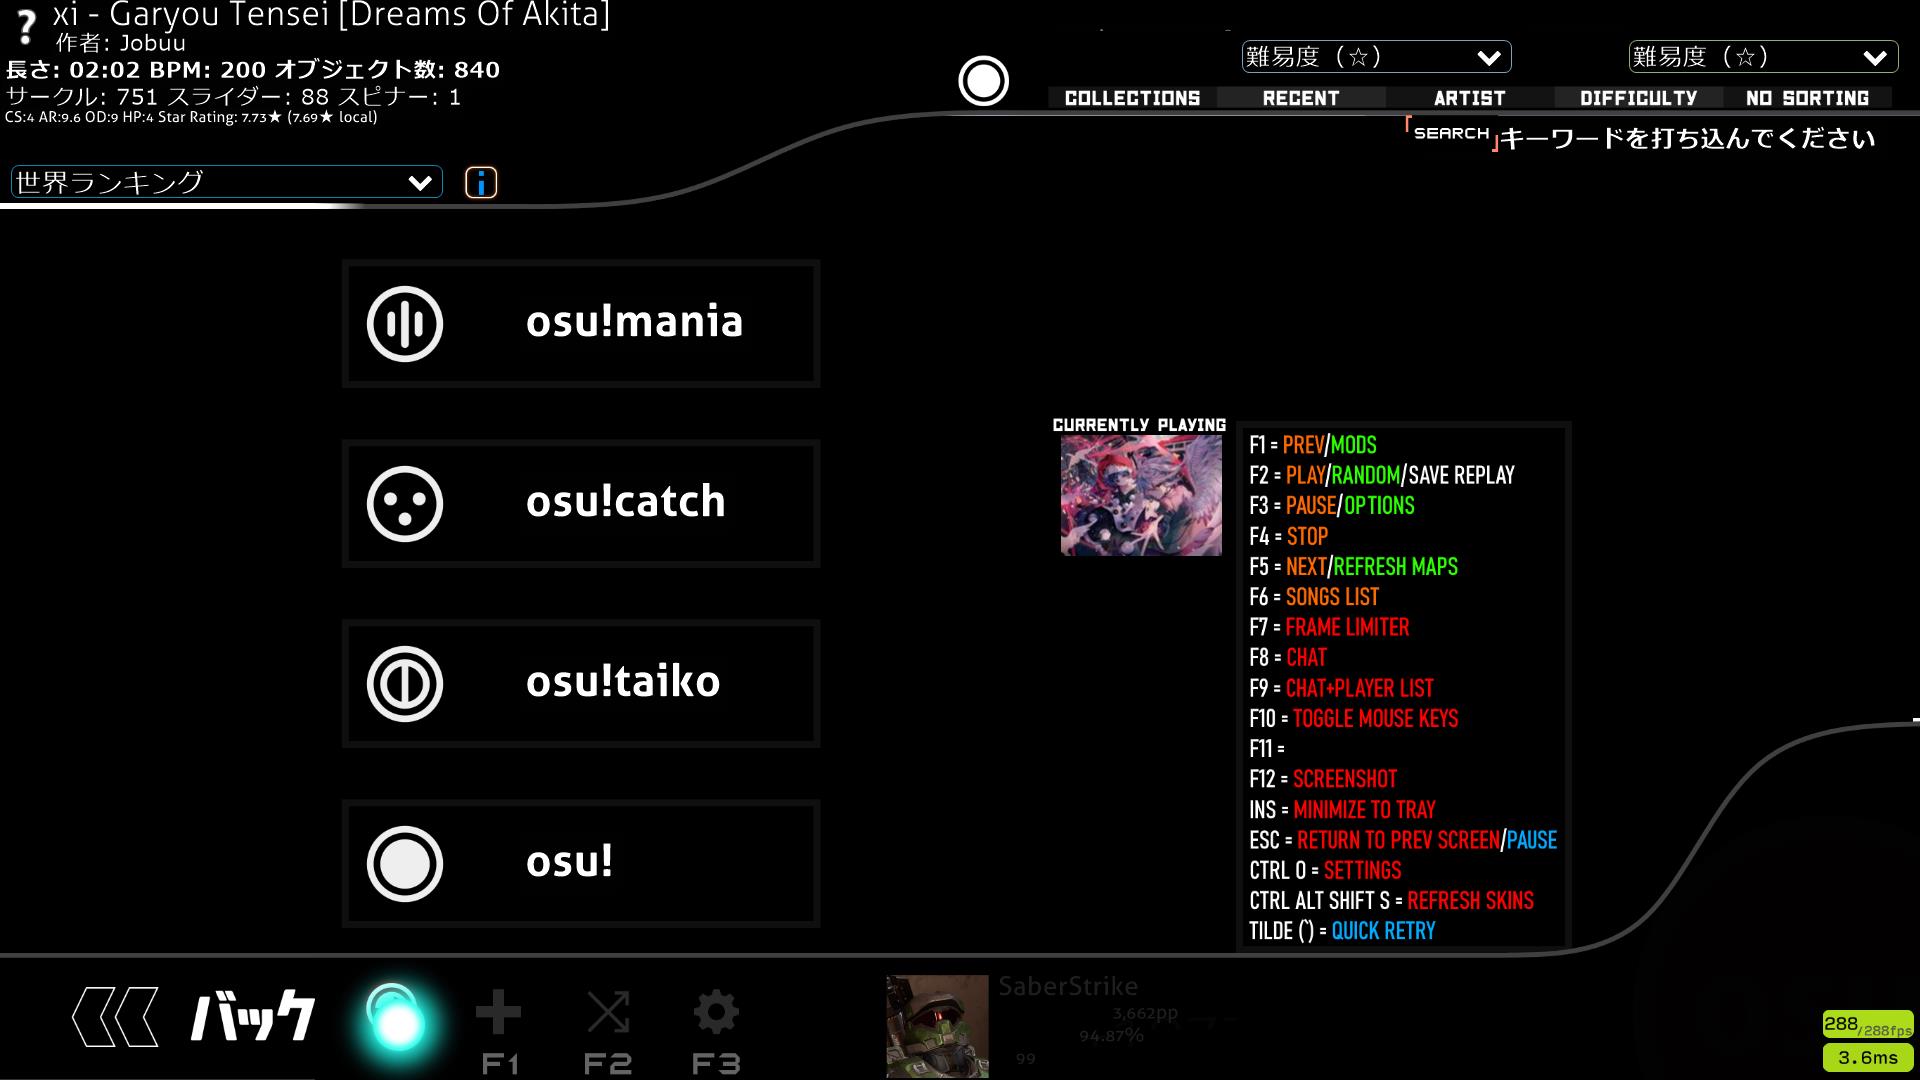 ? xi - Garyou Tensei [Dreams Of Akita]
作者: Jobuu
長さ: 02:02 BPM: 200 オブジェクト数: 840
サークル: 751 スライダー: 88 スピナー: 1
CS:4 AR:9.6 OD:9 HP:4 Star Rating: 7.73★ (7.69★ local)
難易度（☆）
難易度（☆）
COLLECTIONS RECENT ARTIST DIFFICULTY NO SORTING
「SEARCH」キーワードを打ち込んでください
世界ランキング
i
osu!mania
osu!catch
osu!taiko
osu!
CURRENTLY PLAYING
F1 = PREV/MODS
F2 = PLAY/RANDOM/SAVE REPLAY
F3 = PAUSE/OPTIONS
F4 = STOP
F5 = NEXT/REFRESH MAPS
F6 = SONGS LIST
F7 = FRAME LIMITER
F8 = CHAT
F9 = CHAT+PLAYER LIST
F10 = TOGGLE MOUSE KEYS
F11 =
F12 = SCREENSHOT
INS = MINIMIZE TO TRAY
ESC = RETURN TO PREV SCREEN/PAUSE
CTRL O = SETTINGS
CTRL ALT SHIFT S = REFRESH SKINS
TILDE (`) = QUICK RETRY
バック
F1
F2
F3
SaberStrike
3,662pp
94.87%
99
288/288fps
3.6ms